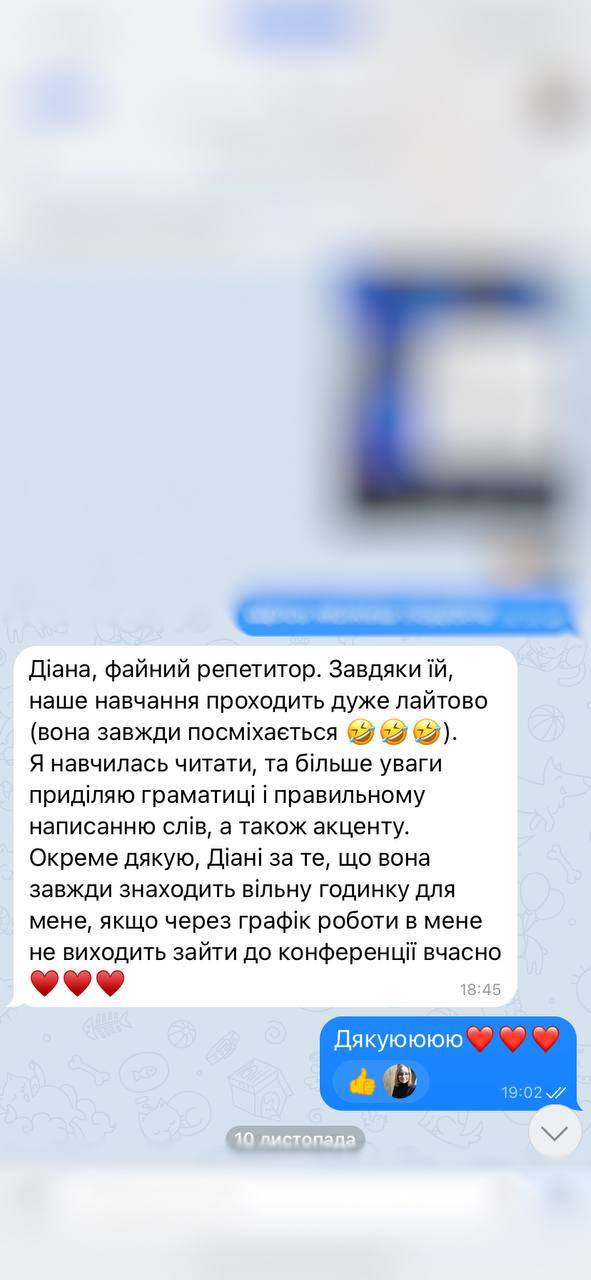 Діана, файний репетитор. Завдяки їй,
наше навчання проходить дуже лайтово
(вона завжди посміхається 🤣🤣🤣).
Я навчилась читати, та більше уваги
приділяю граматиці і правильному
написанню слів, а також акценту.
Окреме дякую, Діані за те, що вона
завжди знаходить вільну годинку для
мене, якщо через графік роботи в мене
не виходить зайти до конференції вчасно
♥️♥️♥️
18:45
Дякуюююю❤️❤️❤️
👍
19:02
10 листопада